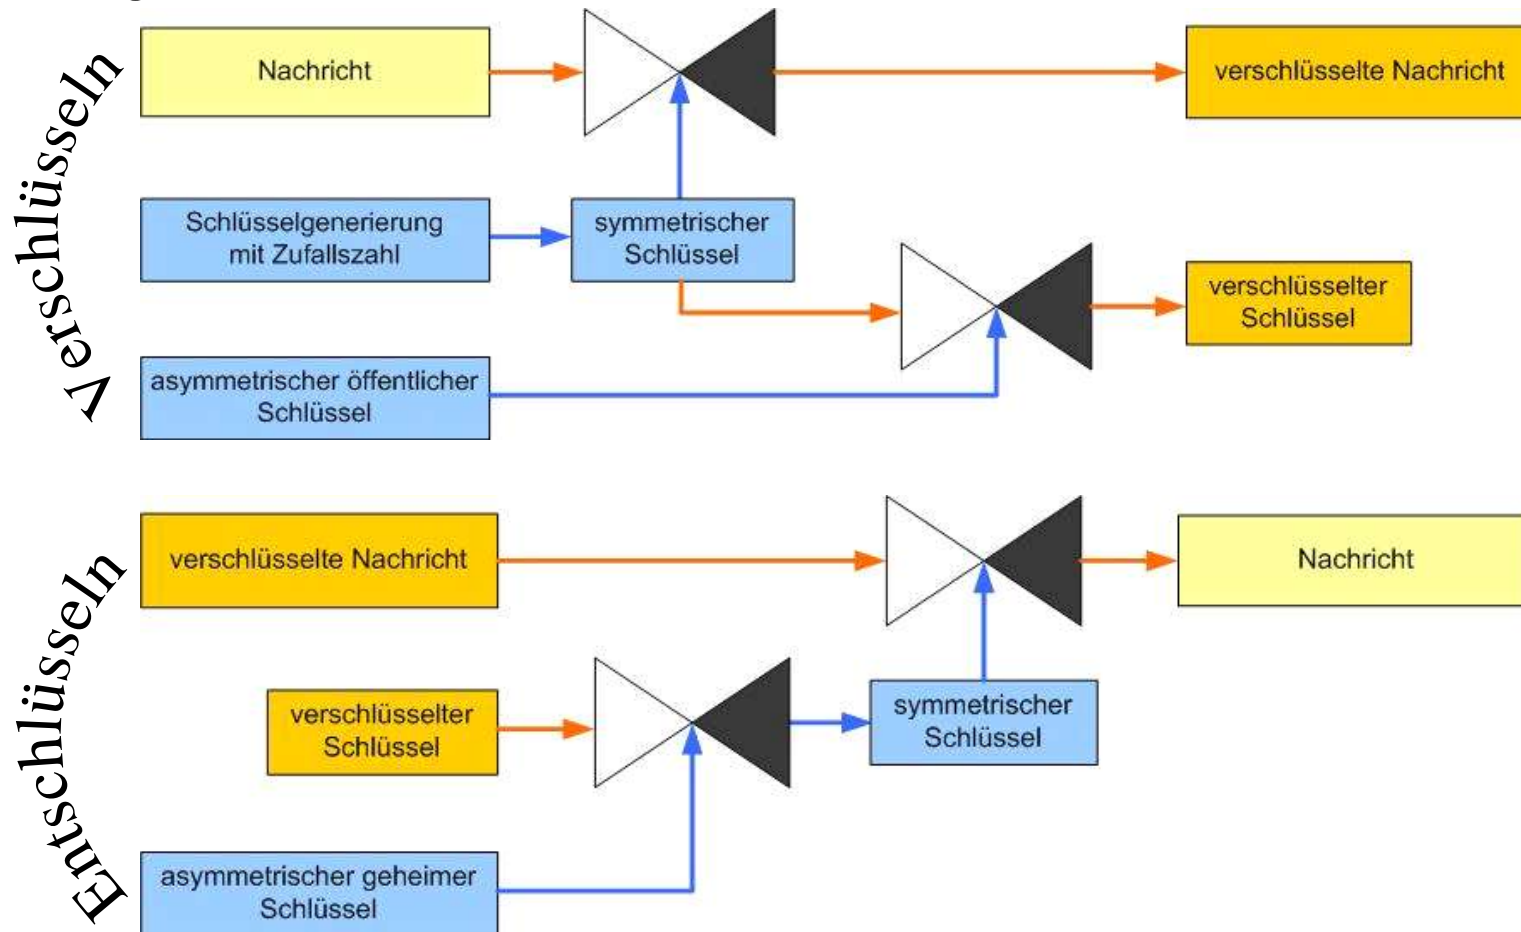 Verschlüsseln
Nachricht
verschlüsselte Nachricht
Schlüsselgenerierung
mit Zufallszahl
symmetrischer
Schlüssel
verschlüsselter
Schlüssel
asymmetrischer öffentlicher
Schlüssel
Entschlüsseln
verschlüsselte Nachricht
Nachricht
verschlüsselter
Schlüssel
symmetrischer
Schlüssel
asymmetrischer geheimer
Schlüssel